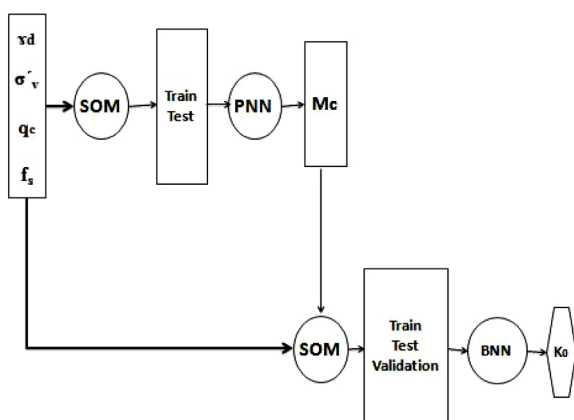 ɤd
σ´v
qc
fs
SOM
Train
Test
PNN
Mc
SOM
Train
Test
Validation
BNN
K0